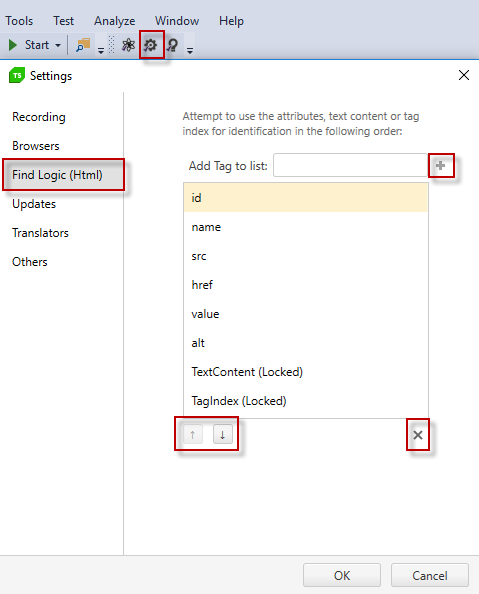 Tools Test Analyze Window Help
Start
TS Settings
Recording
Browsers
Find Logic (Html)
Updates
Translators
Others
Attempt to use the attributes, text content or tag
index for identification in the following order:
Add Tag to list:
id
name
src
href
value
alt
TextContent (Locked)
TagIndex (Locked)
OK Cancel